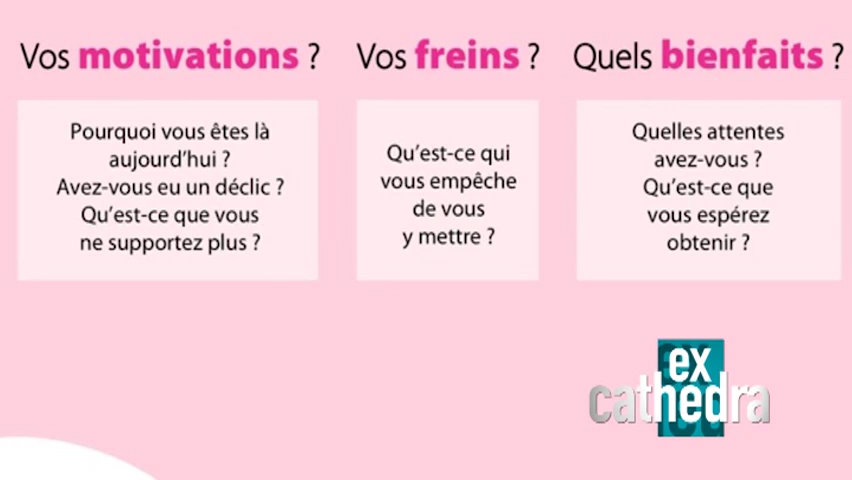 Vos motivations ?
Pourquoi vous êtes là
aujourd'hui ?
Avez-vous eu un déclic ?
Qu'est-ce que vous
ne supportez plus ?
Vos freins ?
Qu'est-ce qui
vous empêche
de vous
y mettre ?
Quels bienfaits ?
Quelles attentes
avez-vous ?
Qu'est-ce que
vous espérez
obtenir ?
ex
cathedra